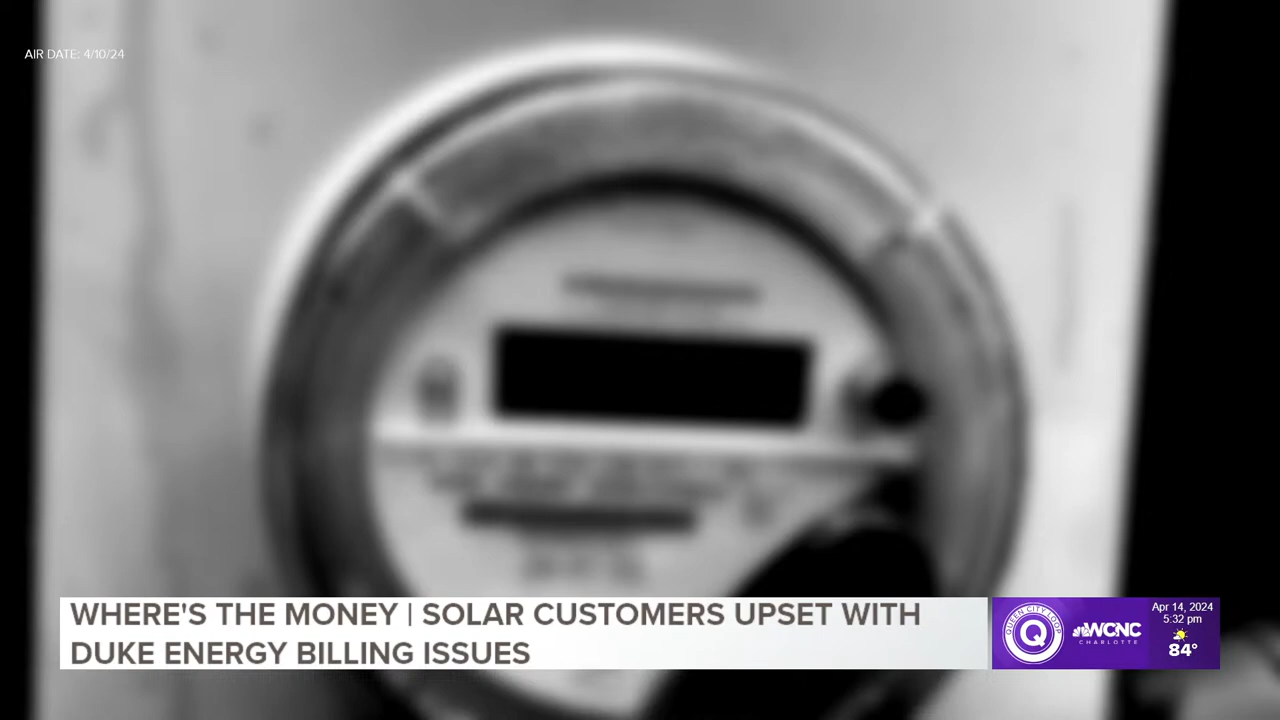 AIR DATE: 4/10/24
WHERE'S THE MONEY | SOLAR CUSTOMERS UPSET WITH
DUKE ENERGY BILLING ISSUES
QUEEN CITY LOOP
Q
WCNC
CHARLOTTE
Apr 14, 2024
5:32 pm
84°